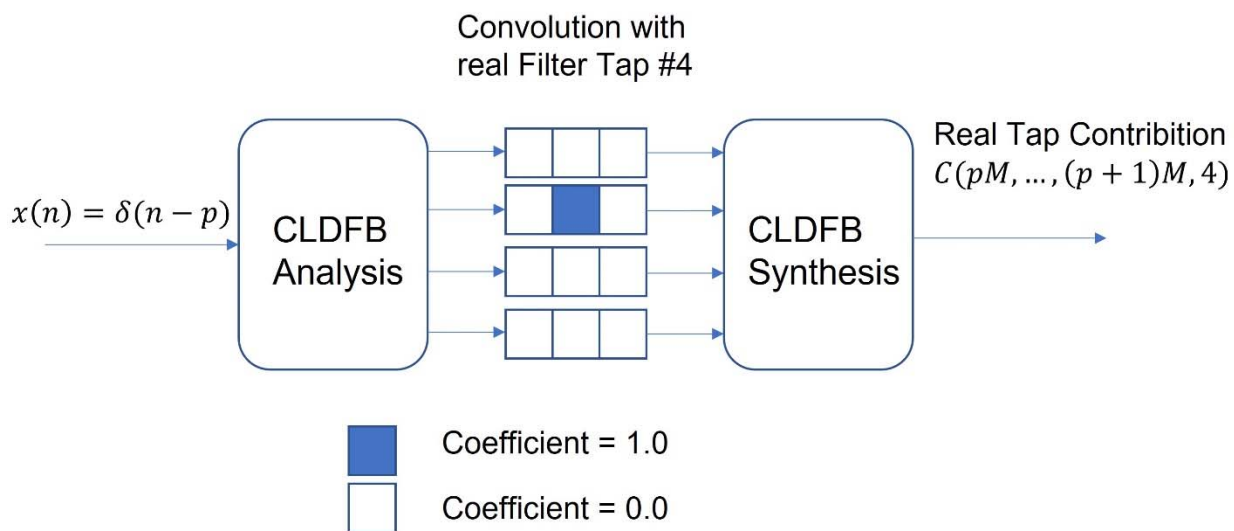 Convolution with
real Filter Tap #4
x(n) = δ(n − p)
CLDFB
Analysis
CLDFB
Synthesis
Real Tap Contribition
C(pM, … , (p + 1)M, 4)
Coefficient = 1.0
Coefficient = 0.0